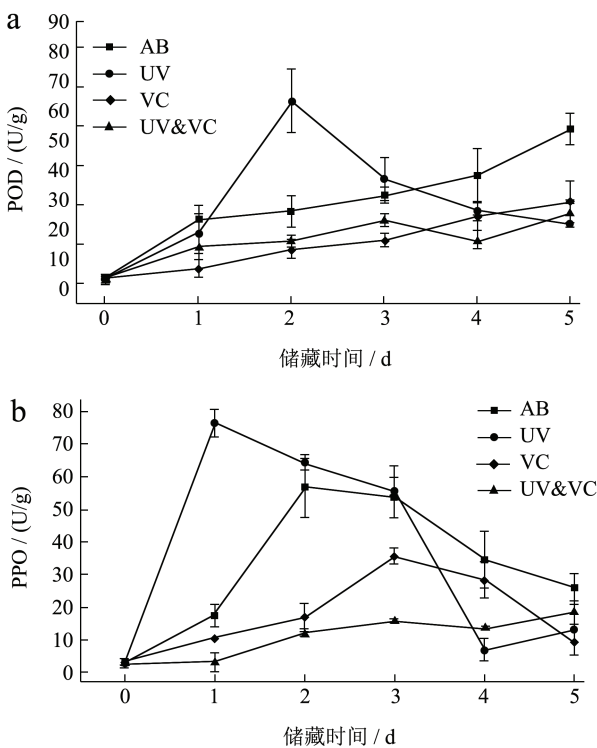 a
90
80
70
60
50
40
30
20
10
0
POD / (U/g)
AB
UV
VC
UV&VC
0 1 2 3 4 5
储藏时间 / d
b
80
70
60
50
40
30
20
10
0
PPO / (U/g)
AB
UV
VC
UV&VC
0 1 2 3 4 5
储藏时间 / d